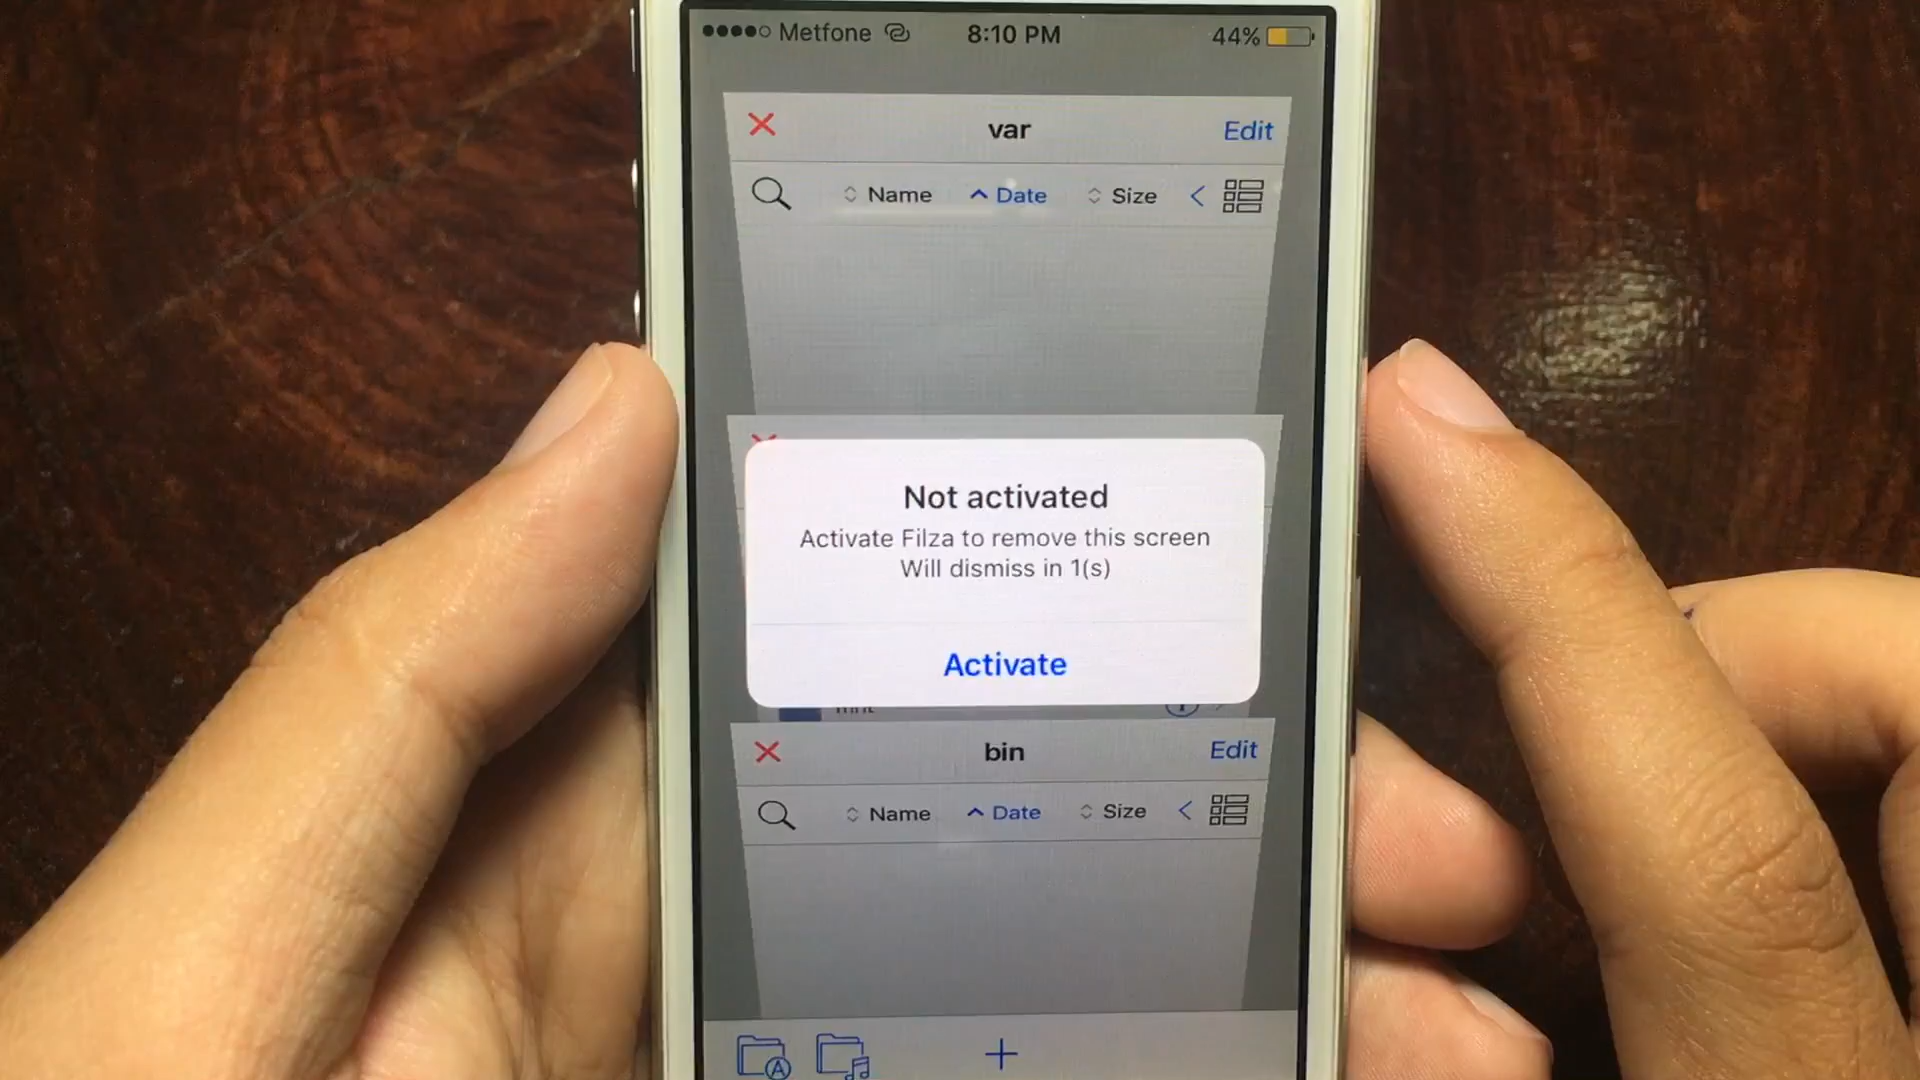 Metfone 8:10 PM 44%
var Edit
Name Date Size
Not activated
Activate Filza to remove this screen
Will dismiss in 1(s)
Activate
bin Edit
Name Date Size
A